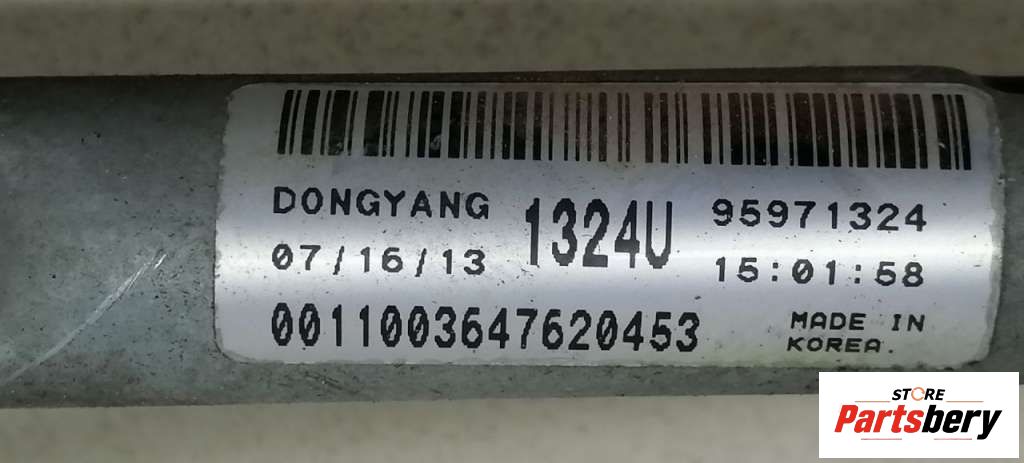 DONGYANG 1324U 95971324
07/16/13 15:01:58
0011003647620453 MADE IN
KOREA.
STORE
Partsbery